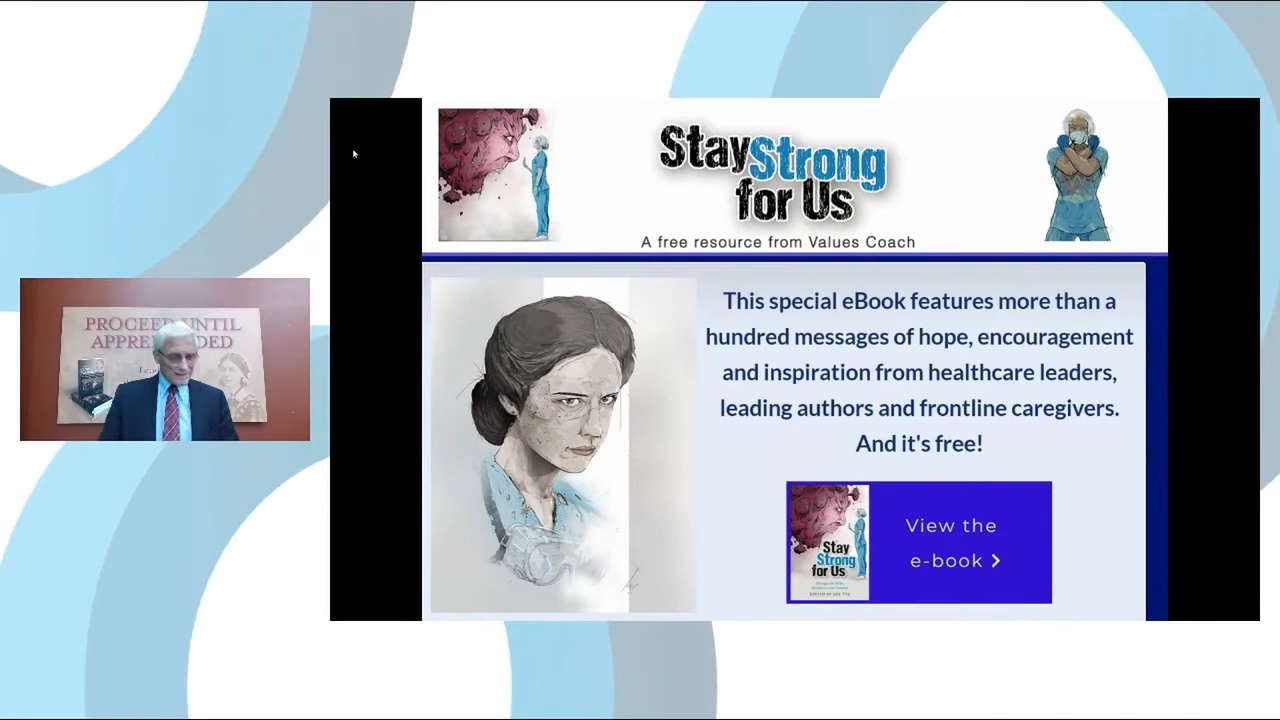 PROCEED UNTIL
Stay Strong
for Us
A free resource from Values Coach
This special eBook features more than a
hundred messages of hope, encouragement
and inspiration from healthcare leaders,
leading authors and frontline caregivers.
And it's free!
Stay
Strong
for Us
View the
e-book